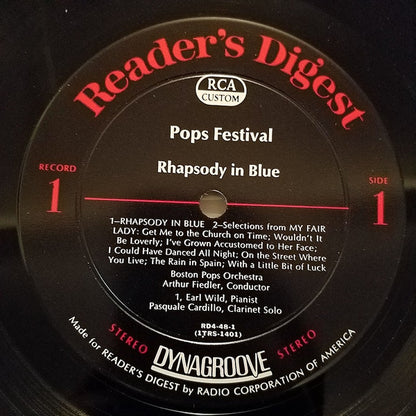 Reader's Digest
RCA
CUSTOM
Pops Festival
Rhapsody in Blue
RECORD
1
SIDE
1
1–RHAPSODY IN BLUE 2–Selections from MY FAIR
LADY: Get Me to the Church on Time; Wouldn't It
Be Loverly; I've Grown Accustomed to Her Face;
I Could Have Danced All Night; On the Street Where
You Live; The Rain in Spain; With a Little Bit of Luck
Boston Pops Orchestra
Arthur Fiedler, Conductor
1, Earl Wild, Pianist
Pasquale Cardillo, Clarinet Solo
RD4-48-1
(1TRS-1401)
STEREO DYNAGROOVE STEREO
Made for READER'S DIGEST by RADIO CORPORATION OF AMERICA